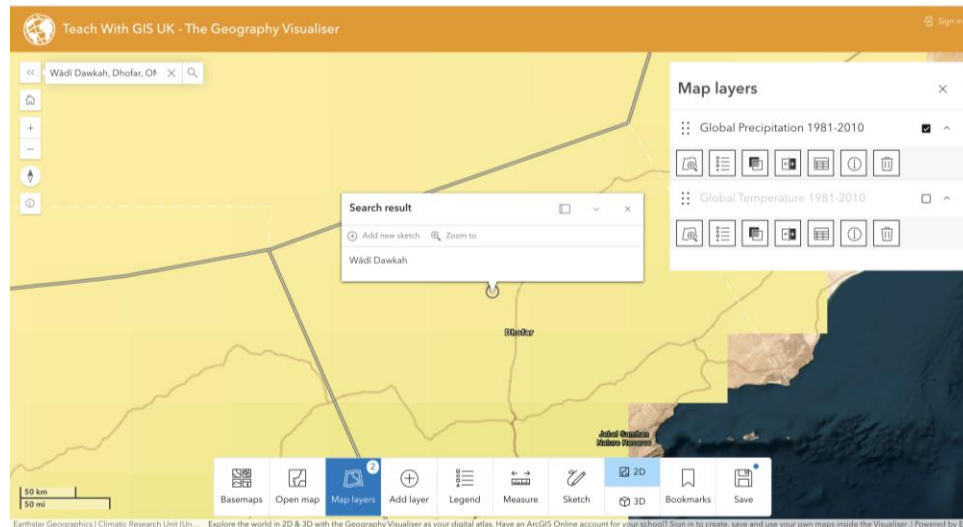 Teach With GIS UK - The Geography Visualiser
Sign in
Wādī Dawkah, Dhofar, OM
Map layers
Global Precipitation 1981-2010
Global Temperature 1981-2010
Search result
Add new sketch Zoom to
Wādī Dawkah
Dhofar
Jabal Samhan
Nature Reserve
2
Basemaps Open map Map layers Add layer Legend Measure Sketch 2D 3D Bookmarks Save
50 km
50 mi
Earthstar Geographics | Climatic Research Unit (Un... Explore the world in 2D & 3D with the Geography Visualiser as your digital atlas. Have an ArcGIS Online account for your school? Sign in to create, save and use your own maps inside the Visualiser. | Powered by